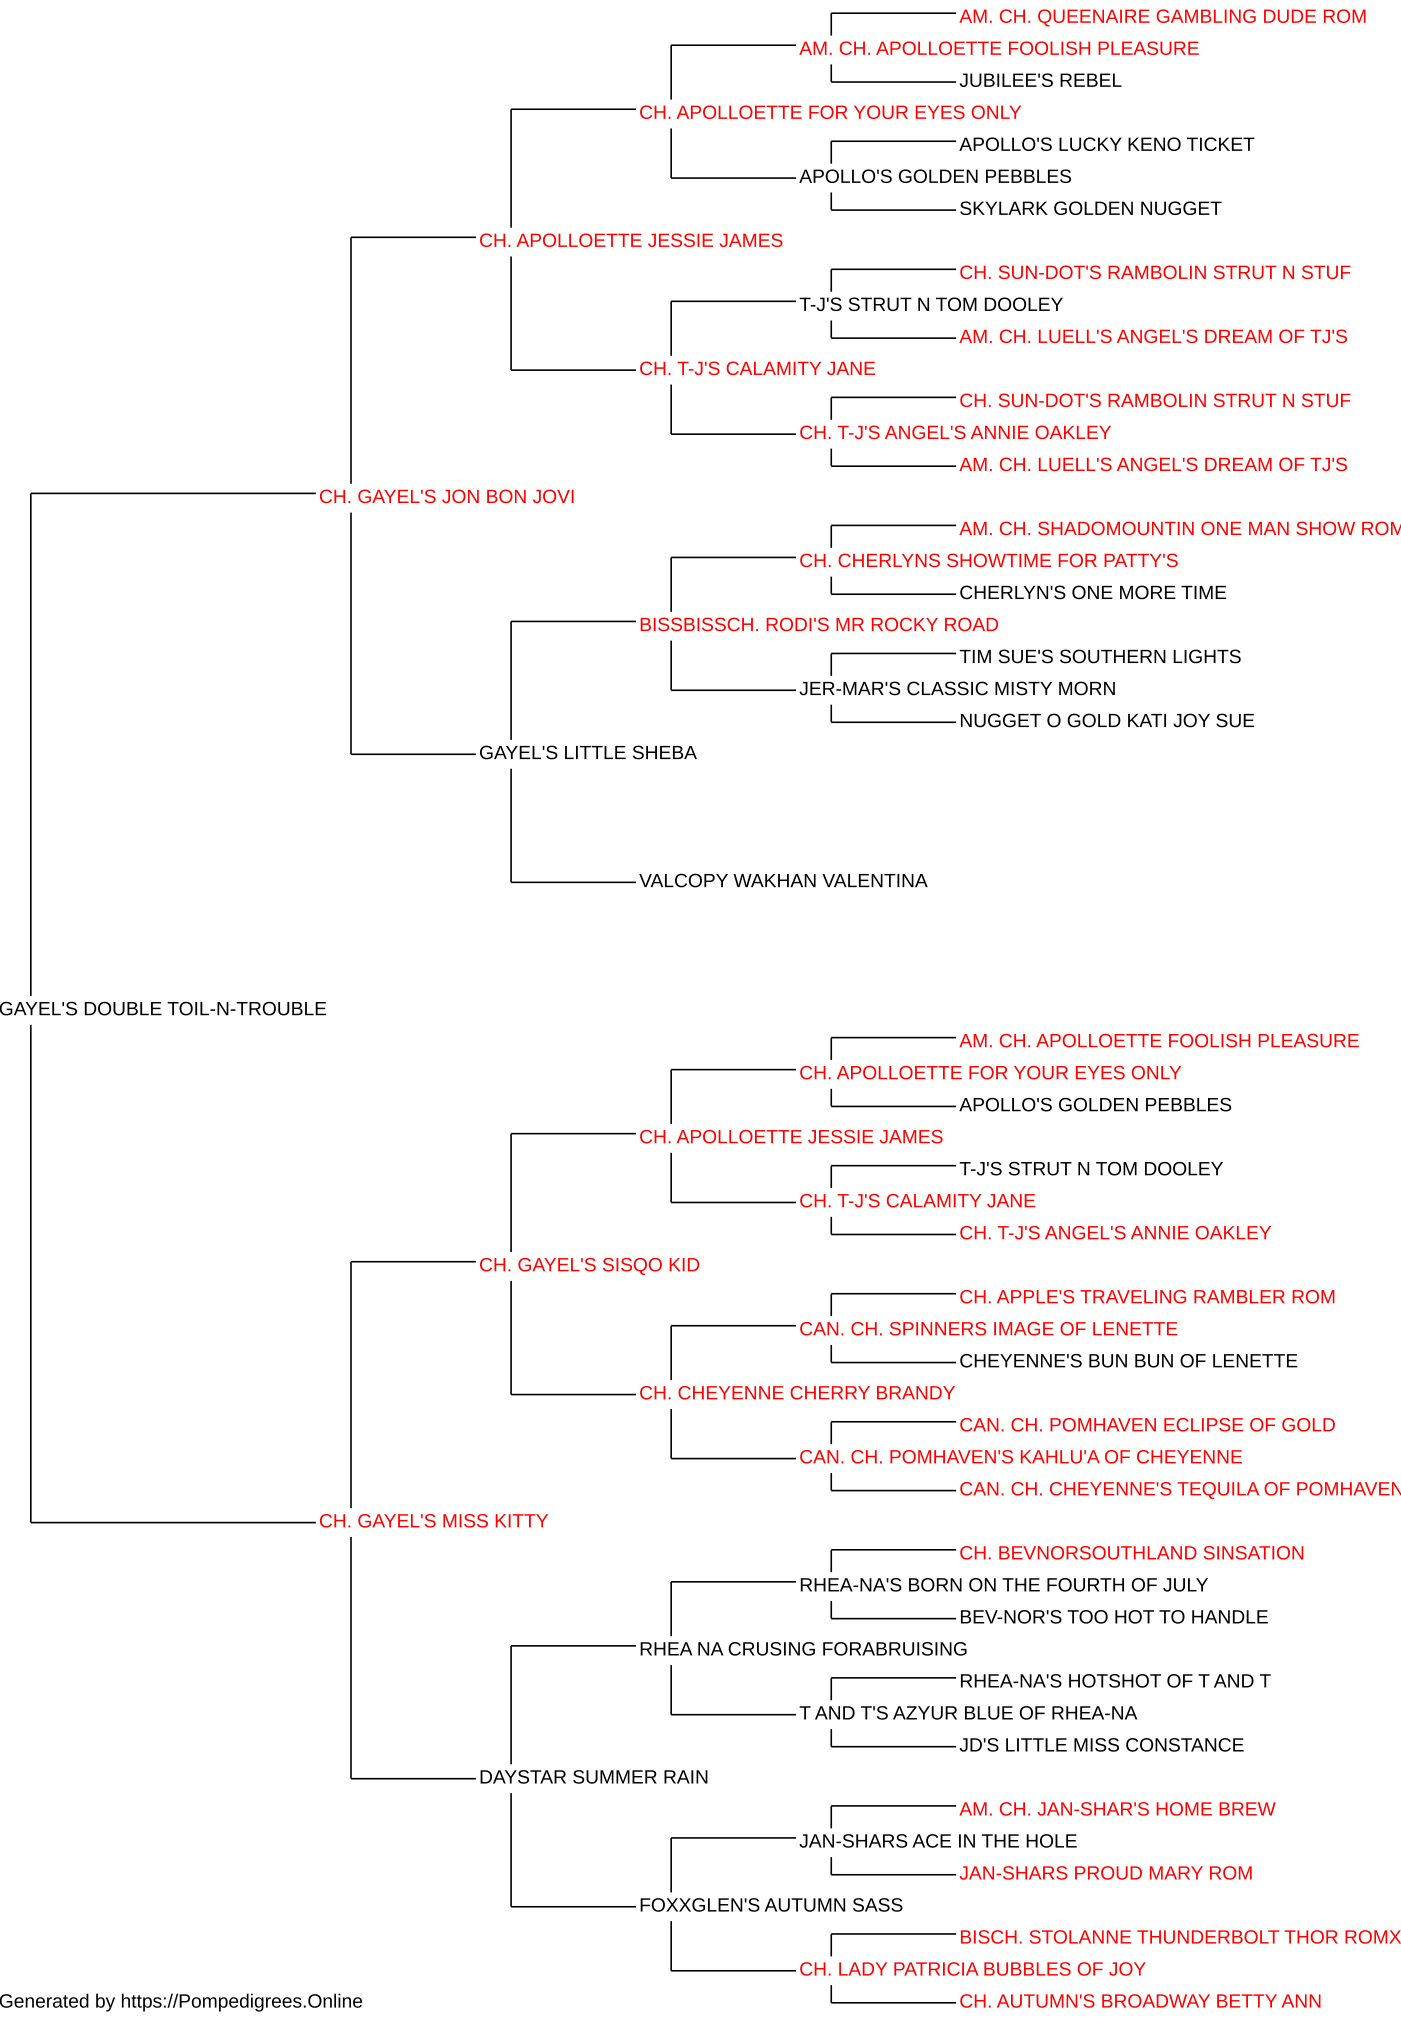 AM. CH. QUEENAIRE GAMBLING DUDE ROM
AM. CH. APOLLOETTE FOOLISH PLEASURE
JUBILEE'S REBEL
CH. APOLLOETTE FOR YOUR EYES ONLY
APOLLO'S LUCKY KENO TICKET
APOLLO'S GOLDEN PEBBLES
SKYLARK GOLDEN NUGGET
CH. APOLLOETTE JESSIE JAMES
CH. SUN-DOT'S RAMBOLIN STRUT N STUF
T-J'S STRUT N TOM DOOLEY
AM. CH. LUELL'S ANGEL'S DREAM OF TJ'S
CH. T-J'S CALAMITY JANE
CH. SUN-DOT'S RAMBOLIN STRUT N STUF
CH. T-J'S ANGEL'S ANNIE OAKLEY
AM. CH. LUELL'S ANGEL'S DREAM OF TJ'S
CH. GAYEL'S JON BON JOVI
AM. CH. SHADOMOUNTIN ONE MAN SHOW ROM
CH. CHERLYNS SHOWTIME FOR PATTY'S
CHERLYN'S ONE MORE TIME
BISSBISSCH. RODI'S MR ROCKY ROAD
TIM SUE'S SOUTHERN LIGHTS
JER-MAR'S CLASSIC MISTY MORN
NUGGET O GOLD KATI JOY SUE
GAYEL'S LITTLE SHEBA
VALCOPY WAKHAN VALENTINA
GAYEL'S DOUBLE TOIL-N-TROUBLE
AM. CH. APOLLOETTE FOOLISH PLEASURE
CH. APOLLOETTE FOR YOUR EYES ONLY
APOLLO'S GOLDEN PEBBLES
CH. APOLLOETTE JESSIE JAMES
T-J'S STRUT N TOM DOOLEY
CH. T-J'S CALAMITY JANE
CH. T-J'S ANGEL'S ANNIE OAKLEY
CH. GAYEL'S SISQO KID
CH. APPLE'S TRAVELING RAMBLER ROM
CAN. CH. SPINNERS IMAGE OF LENETTE
CHEYENNE'S BUN BUN OF LENETTE
CH. CHEYENNE CHERRY BRANDY
CAN. CH. POMHAVEN ECLIPSE OF GOLD
CAN. CH. POMHAVEN'S KAHLU'A OF CHEYENNE
CAN. CH. CHEYENNE'S TEQUILA OF POMHAVEN
CH. GAYEL'S MISS KITTY
CH. BEVNORSOUTHLAND SINSATION
RHEA-NA'S BORN ON THE FOURTH OF JULY
BEV-NOR'S TOO HOT TO HANDLE
RHEA NA CRUSING FORABRUISING
RHEA-NA'S HOTSHOT OF T AND T
T AND T'S AZYUR BLUE OF RHEA-NA
JD'S LITTLE MISS CONSTANCE
DAYSTAR SUMMER RAIN
AM. CH. JAN-SHAR'S HOME BREW
JAN-SHARS ACE IN THE HOLE
JAN-SHARS PROUD MARY ROM
FOXXGLEN'S AUTUMN SASS
BISCH. STOLANNE THUNDERBOLT THOR ROMX
CH. LADY PATRICIA BUBBLES OF JOY
CH. AUTUMN'S BROADWAY BETTY ANN
Generated by https://Pompedigrees.Online